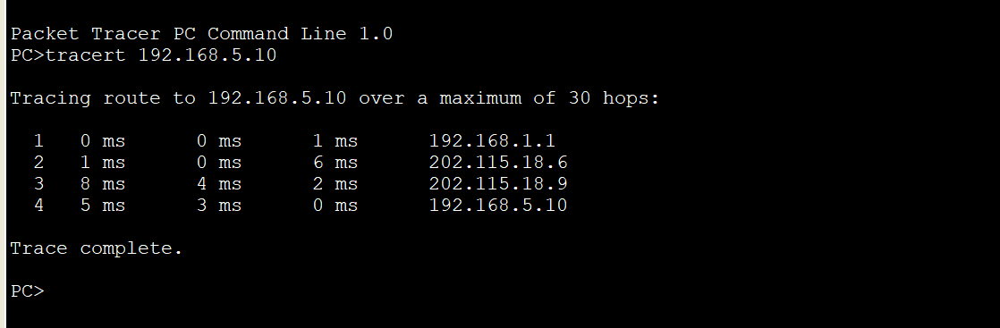 Packet Tracer PC Command Line 1.0
PC>tracert 192.168.5.10
Tracing route to 192.168.5.10 over a maximum of 30 hops:
1 0 ms 0 ms 1 ms 192.168.1.1
2 1 ms 0 ms 6 ms 202.115.18.6
3 8 ms 4 ms 2 ms 202.115.18.9
4 5 ms 3 ms 0 ms 192.168.5.10
Trace complete.
PC>